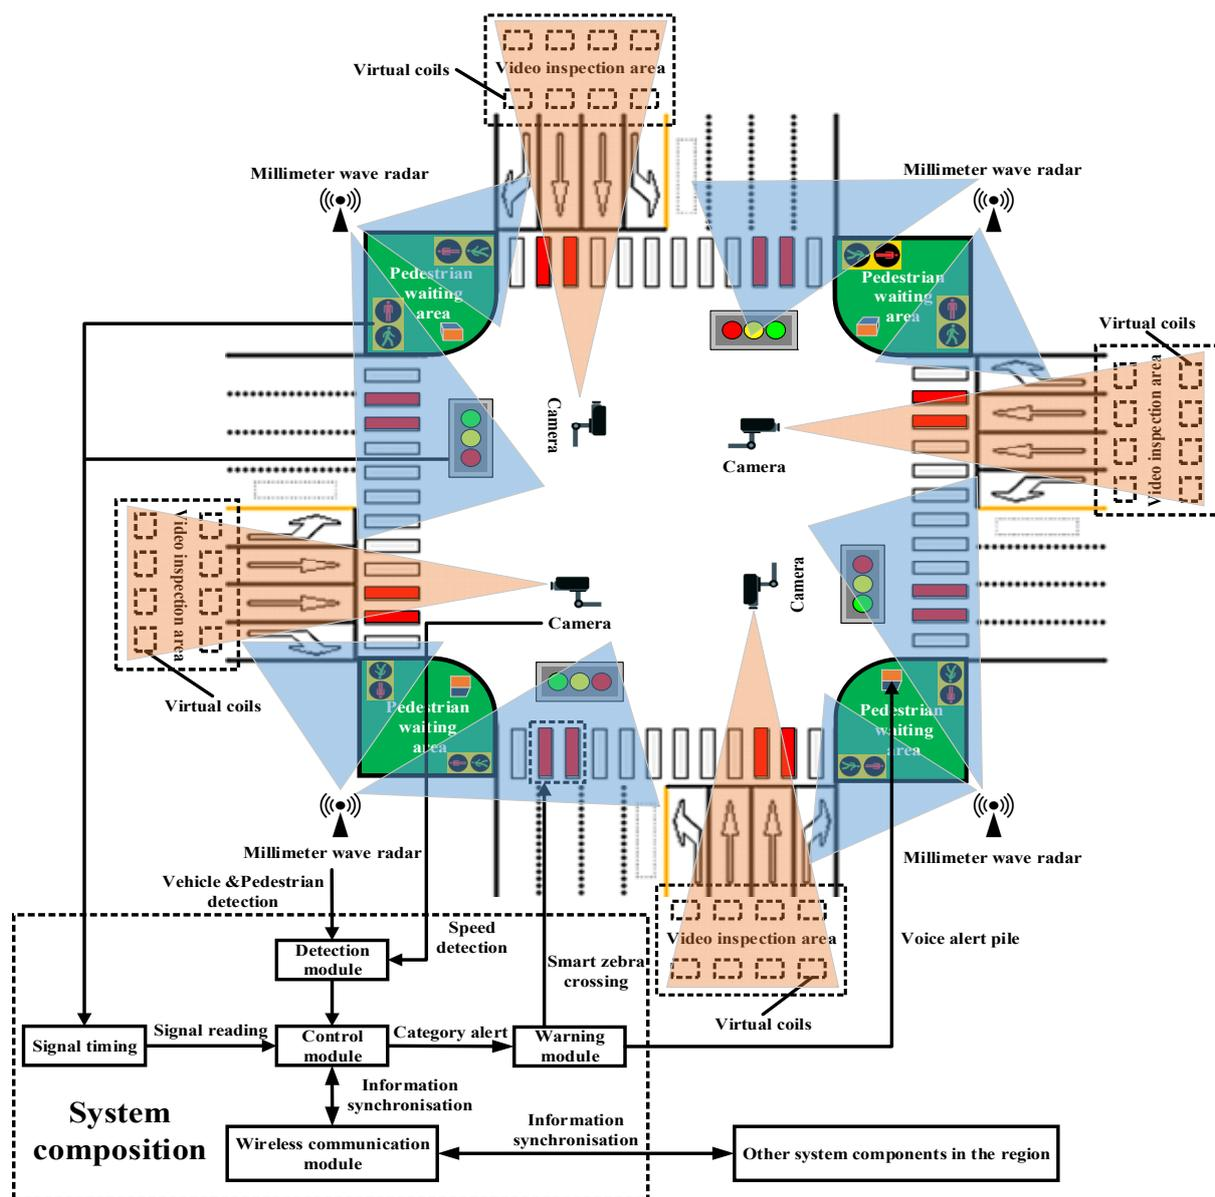 Video inspection area
Virtual coils
Millimeter wave radar
Millimeter wave radar
Pedestrian
waiting
area
Pedestrian
waiting
area
Virtual coils
Video inspection area
Camera
Camera
Video inspection area
Virtual coils
Camera
Camera
Pedestrian
waiting
area
Pedestrian
waiting
area
Millimeter wave radar
Millimeter wave radar
Vehicle &Pedestrian
detection
Speed
detection
Video inspection area
Virtual coils
Voice alert pile
Smart zebra
crossing
Detection
module
Signal timing
Signal reading
Control
module
Category alert
Warning
module
Information
synchronisation
System
composition
Wireless communication
module
Information
synchronisation
Other system components in the region